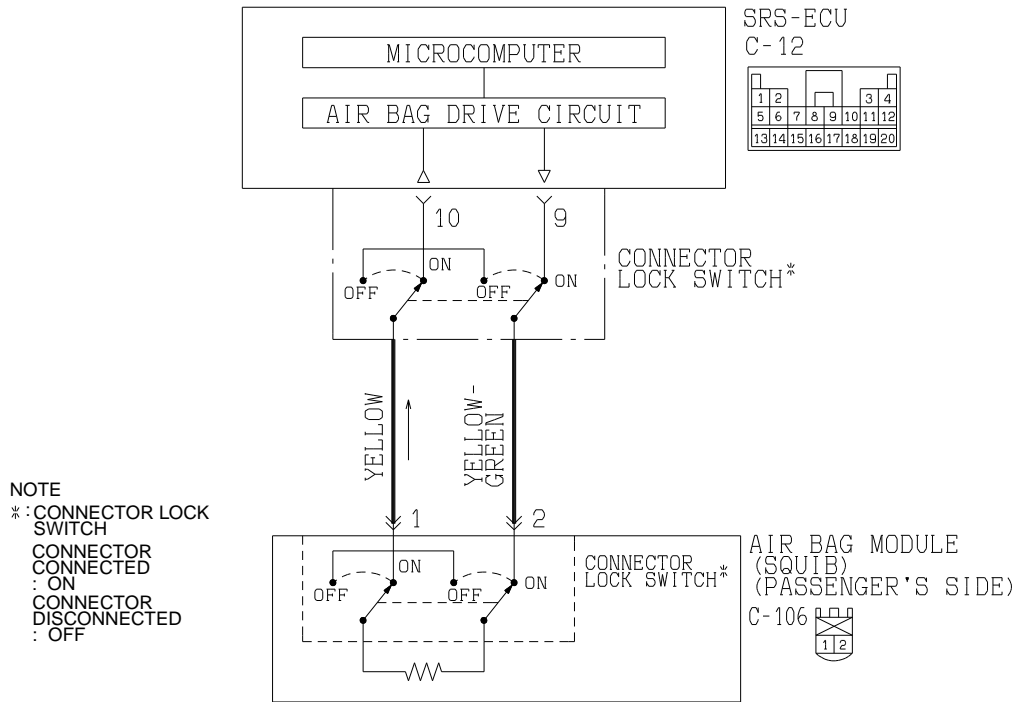 SRS-ECU
C-12
MICROCOMPUTER
AIR BAG DRIVE CIRCUIT
1 2 3 4
5 6 7 8 9 10 11 12
13 14 15 16 17 18 19 20
10 9
CONNECTOR
LOCK SWITCH*
ON
OFF
OFF
ON
YELLOW
YELLOW-
GREEN
NOTE
* : CONNECTOR LOCK
SWITCH
CONNECTOR
CONNECTED
: ON
CONNECTOR
DISCONNECTED
: OFF
1 2
CONNECTOR
LOCK SWITCH*
ON
OFF
OFF
ON
AIR BAG MODULE
(SQUIB)
(PASSENGER'S SIDE)
C-106
1 2